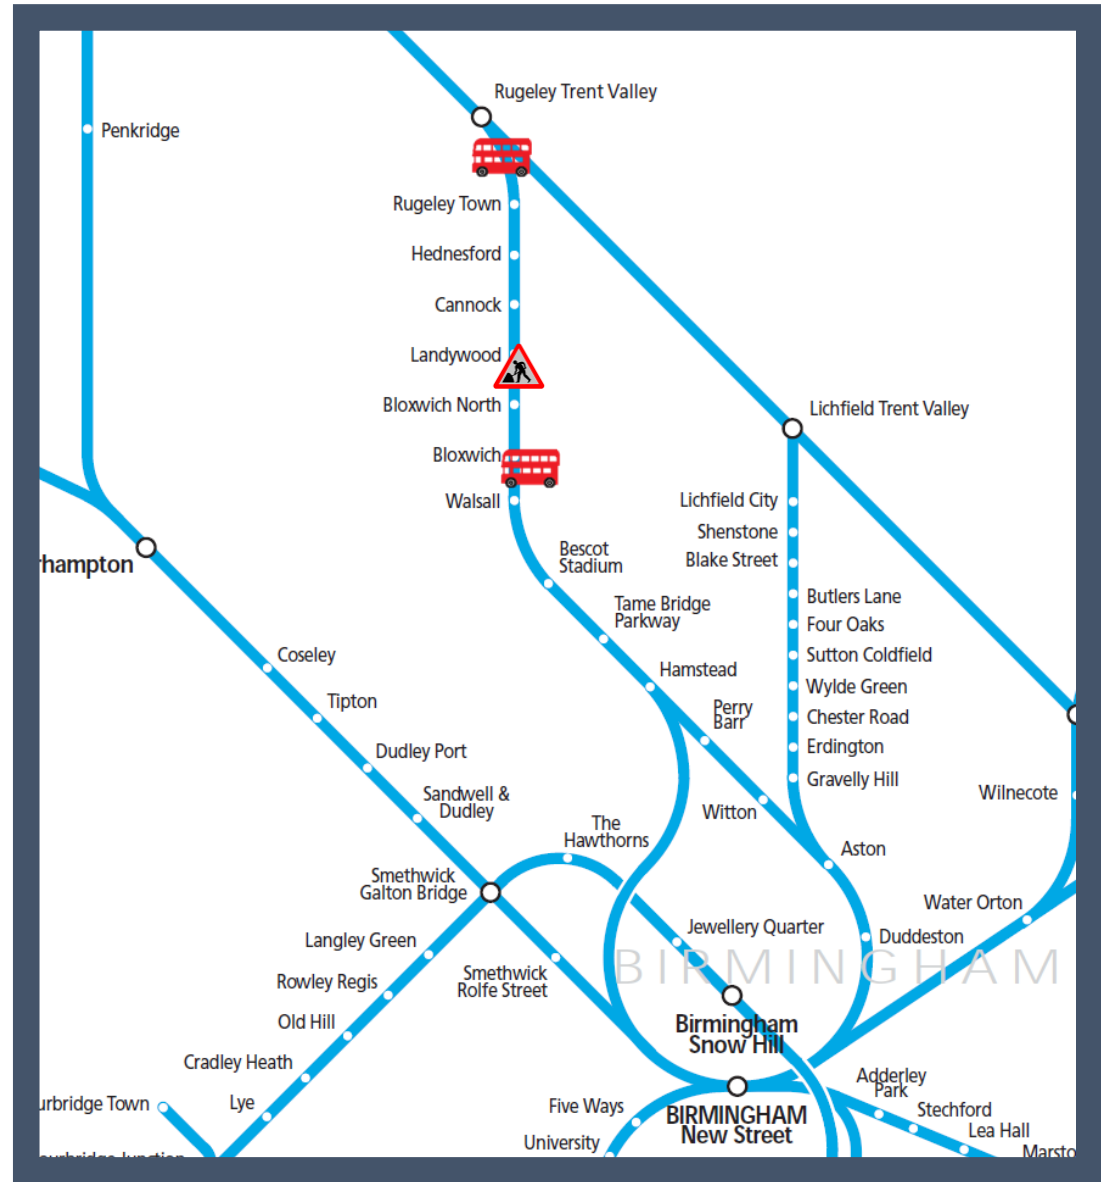 Rugeley Trent Valley
Penkridge
Rugeley Town
Hednesford
Cannock
Landywood
Bloxwich North
Lichfield Trent Valley
Bloxwich
Walsall
Lichfield City
Shenstone
Bescot
Stadium
Blake Street
rhampton
Tame Bridge
Parkway
Butlers Lane
Four Oaks
Coseley
Sutton Coldfield
Hamstead
Wylde Green
Tipton
Perry
Barr
Chester Road
Dudley Port
Erdington
Gravelly Hill
Sandwell &
Dudley
Wilnecote
Witton
The
Hawthorns
Aston
Smethwick
Galton Bridge
Water Orton
Jewellery Quarter
Duddeston
Langley Green
BIRMINGHAM
Smethwick
Rolfe Street
Rowley Regis
Old Hill
Birmingham
Snow Hill
Cradley Heath
Adderley
Park
urbridge Town
Lye
Five Ways
BIRMINGHAM
New Street
Stechford
Lea Hall
University
Marsto